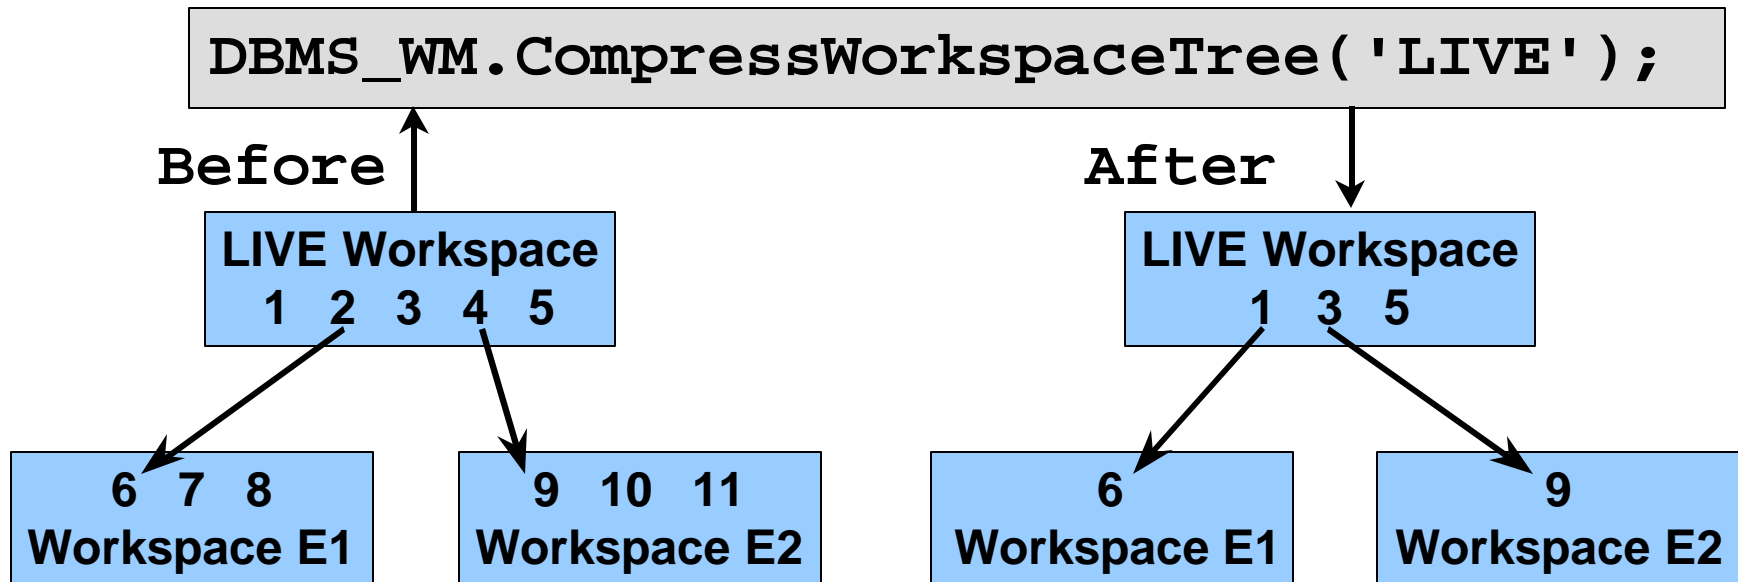 DBMS_WM.CompressWorkspaceTree('LIVE');
Before
After
LIVE Workspace
1 2 3 4 5
LIVE Workspace
1 3 5
6 7 8
Workspace E1
9 10 11
Workspace E2
6
Workspace E1
9
Workspace E2